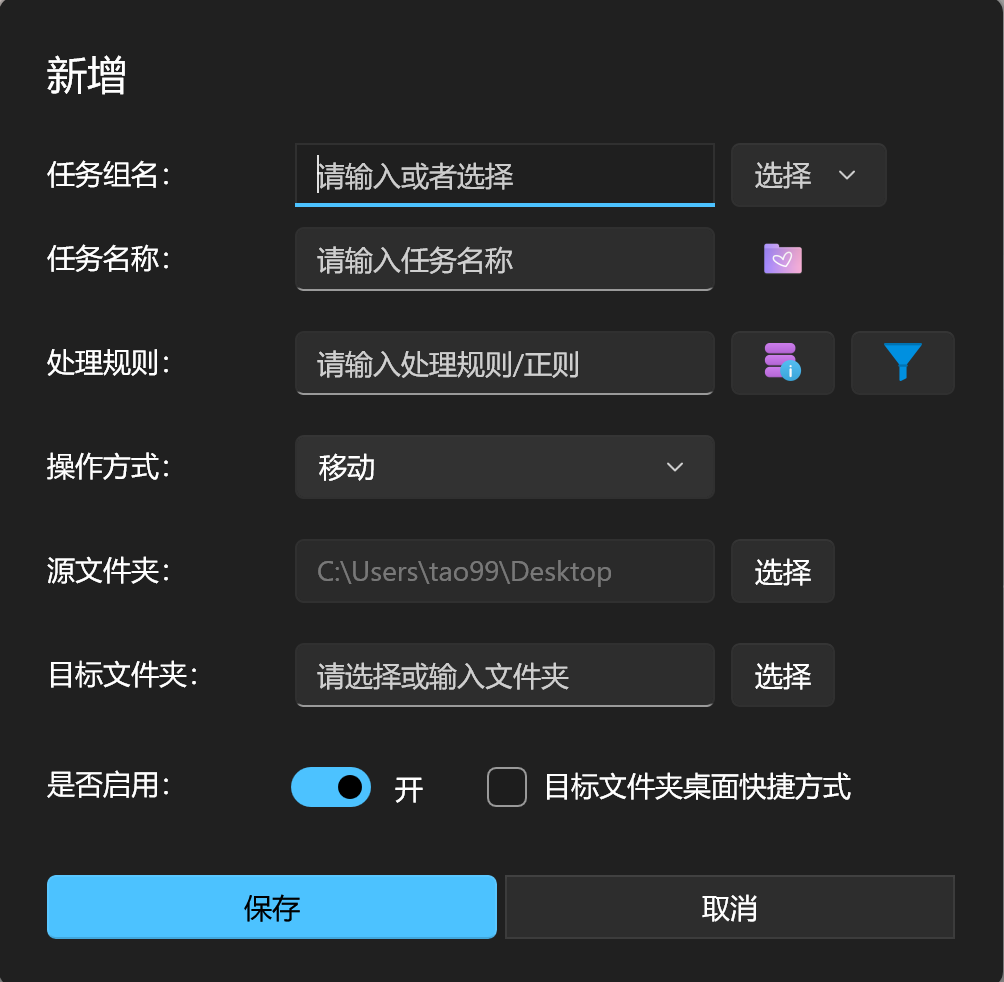 新增
任务组名： 请输入或者选择 选择
任务名称： 请输入任务名称
处理规则： 请输入处理规则/正则
操作方式： 移动
源文件夹： C:\Users\tao99\Desktop 选择
目标文件夹： 请选择或输入文件夹 选择
是否启用： 开 目标文件夹桌面快捷方式
保存 取消